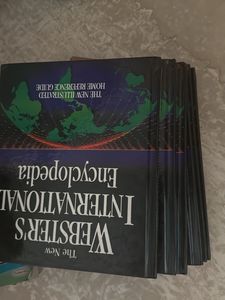 The New
WEBSTER'S
INTERNATIONAL
Encyclopedia
THE NEW ILLUSTRATED
HOME REFERENCE GUIDE